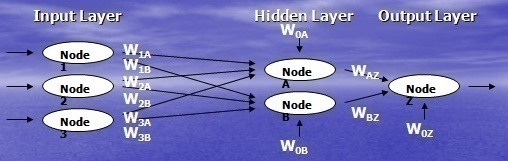 Input Layer
Hidden Layer
Output Layer
W0A
Node 1
W1A
W1B
Node 2
W2A
W2B
Node 3
W3A
W3B
Node A
WAZ
Node B
WBZ
Node Z
W0B
W0Z